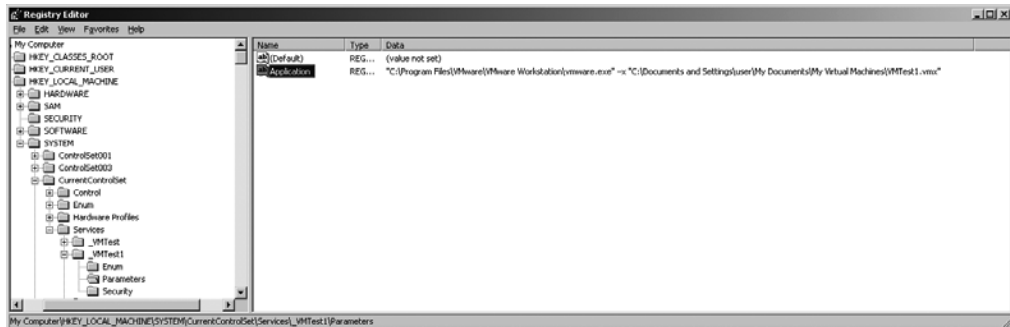 Registry Editor
File Edit View Favorites Help
My Computer
HKEY_CLASSES_ROOT
HKEY_CURRENT_USER
HKEY_LOCAL_MACHINE
HARDWARE
SAM
SECURITY
SOFTWARE
SYSTEM
ControlSet001
ControlSet003
CurrentControlSet
Control
Enum
Hardware Profiles
Services
_VMTest
_VMTest1
Enum
Parameters
Security
Name Type Data
(Default) REG... (value not set)
Application REG... "C:\Program Files\VMware\VMware Workstation\vmware.exe" -x "C:\Documents and Settings\user\My Documents\My Virtual Machines\VMTest1.vmx"
My Computer\HKEY_LOCAL_MACHINE\SYSTEM\CurrentControlSet\Services\_VMTest1\Parameters